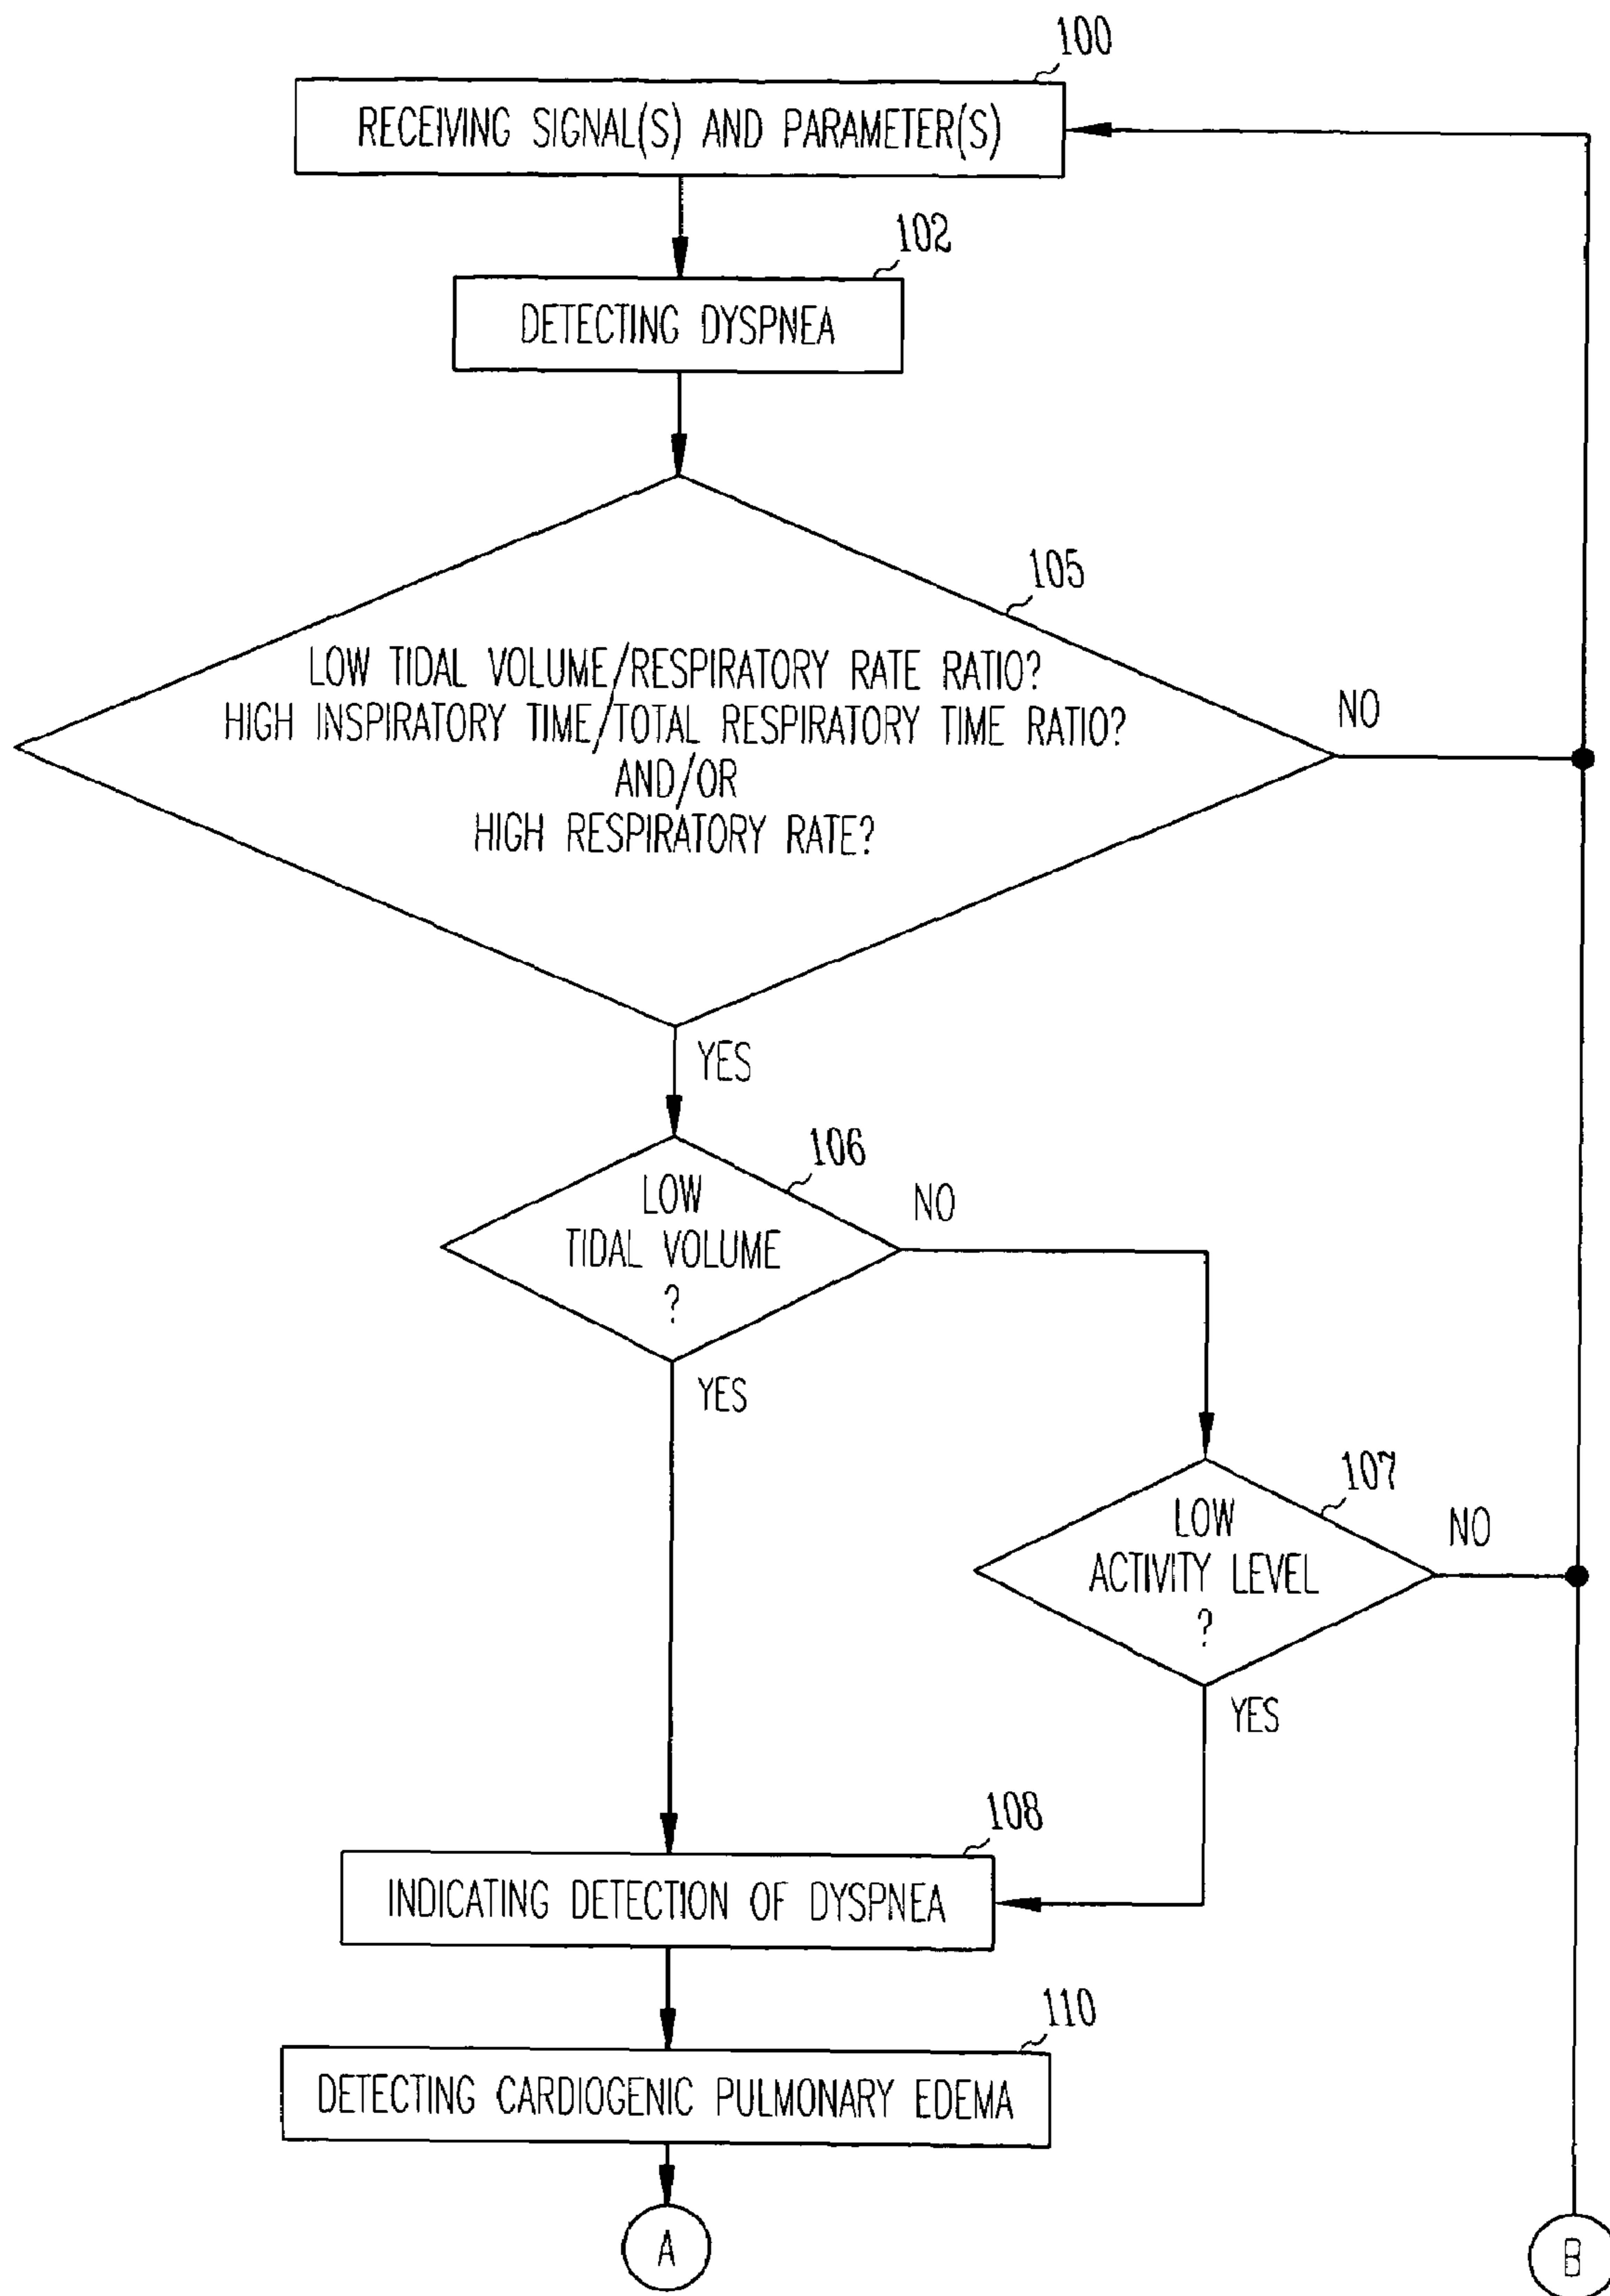 100
RECEIVING SIGNAL(S) AND PARAMETER(S)
102
DETECTING DYSPNEA
105
LOW TIDAL VOLUME/RESPIRATORY RATE RATIO?
HIGH INSPIRATORY TIME/TOTAL RESPIRATORY TIME RATIO?
AND/OR
HIGH RESPIRATORY RATE?
NO
YES
106
LOW
TIDAL VOLUME
?
NO
YES
107
LOW
ACTIVITY LEVEL
?
NO
YES
108
INDICATING DETECTION OF DYSPNEA
110
DETECTING CARDIOGENIC PULMONARY EDEMA
A
B